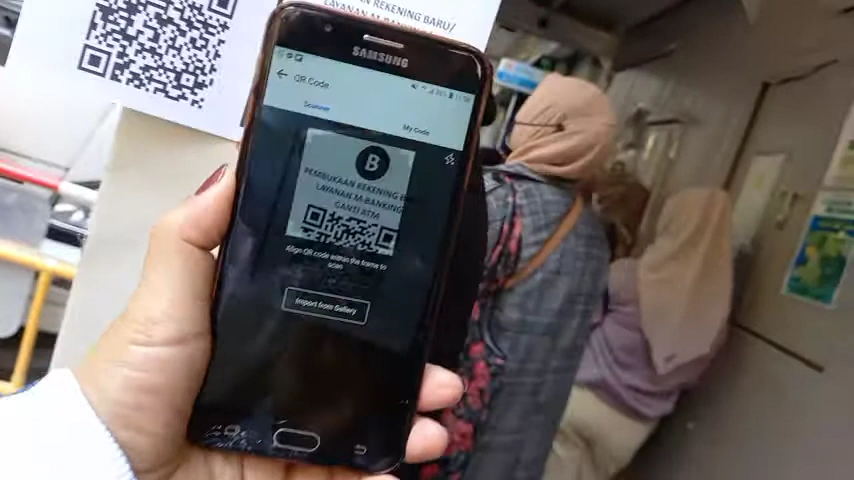 REKENING BARU/
LAYANAN M-BANKING
SAMSUNG
QR Code
Scanner
My Code
B
PEMBUKAAN REKENING B
LAYANAN M-BANKING
GANTI ATM
Align QR code within the frame to
scan
Import from Gallery